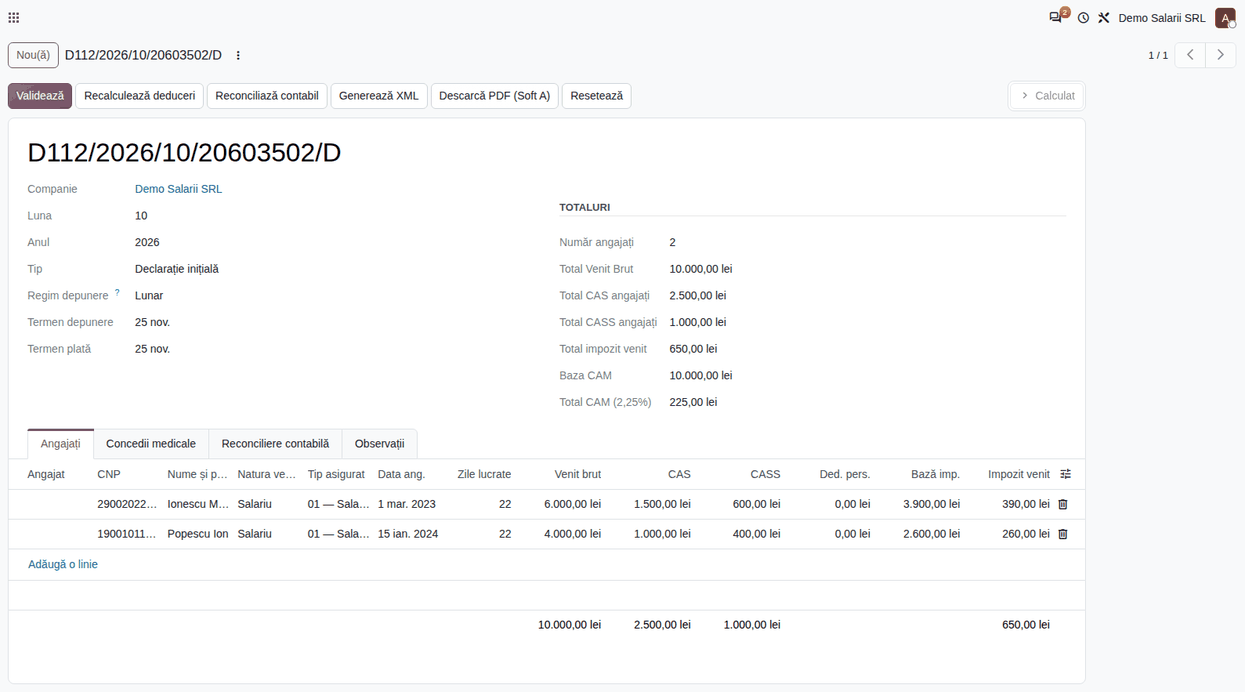 2
Demo Salarii SRL
A
Nou(ă)
D112/2026/10/20603502/D
1 / 1
Validează
Recalculează deduceri
Reconciliază contabil
Generează XML
Descarcă PDF (Soft A)
Resetează
Calculat
D112/2026/10/20603502/D
Companie Demo Salarii SRL
Luna 10
Anul 2026
Tip Declarație inițială
Regim depunere ? Lunar
Termen depunere 25 nov.
Termen plată 25 nov.
TOTALURI
Număr angajați 2
Total Venit Brut 10.000,00 lei
Total CAS angajați 2.500,00 lei
Total CASS angajați 1.000,00 lei
Total impozit venit 650,00 lei
Baza CAM 10.000,00 lei
Total CAM (2,25%) 225,00 lei
Angajați Concedii medicale Reconciliere contabilă Observații
Angajat CNP Nume și p… Natura ve… Tip asigurat Data ang. Zile lucrate Venit brut CAS CASS Ded. pers. Bază imp. Impozit venit
29002022… Ionescu M… Salariu 01 — Sala… 1 mar. 2023 22 6.000,00 lei 1.500,00 lei 600,00 lei 0,00 lei 3.900,00 lei 390,00 lei
19001011… Popescu Ion Salariu 01 — Sala… 15 ian. 2024 22 4.000,00 lei 1.000,00 lei 400,00 lei 0,00 lei 2.600,00 lei 260,00 lei
Adăugă o linie
10.000,00 lei 2.500,00 lei 1.000,00 lei 650,00 lei